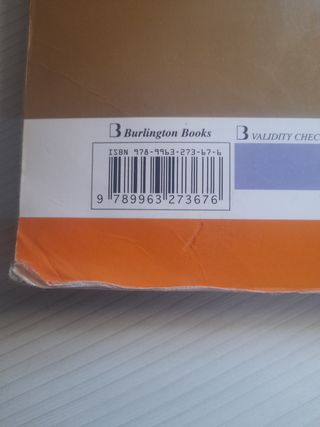 B Burlington Books
B VALIDITY CHEC
ISBN 978-9963-273-67-6
9 789963 273676